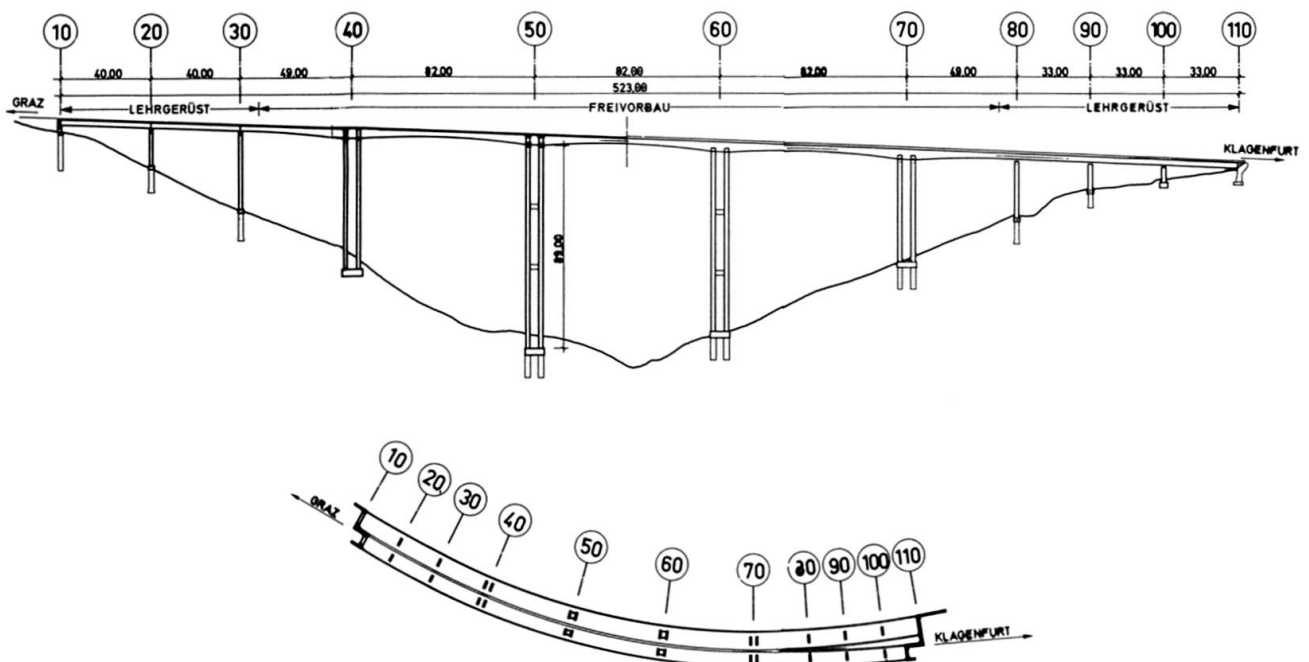 10 20 30 40 50 60 70 80 90 100 110
40.00 40.00 49.00 82.00 82.00 82.00 49.00 33.00 33.00 33.00
523.00
GRAZ LEHRGERÜST FREIVORBAU LEHRGERÜST
KLAGENFURT
89.00
10 20 30 40 50 60 70 80 90 100 110
GRAZ
KLAGENFURT